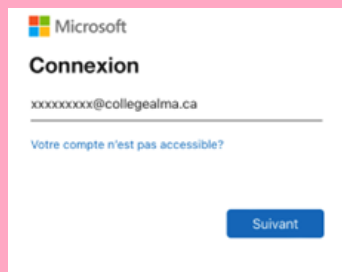 Microsoft
Connexion
xxxxxxxxx@collegealma.ca
Votre compte n'est pas accessible?
Suivant